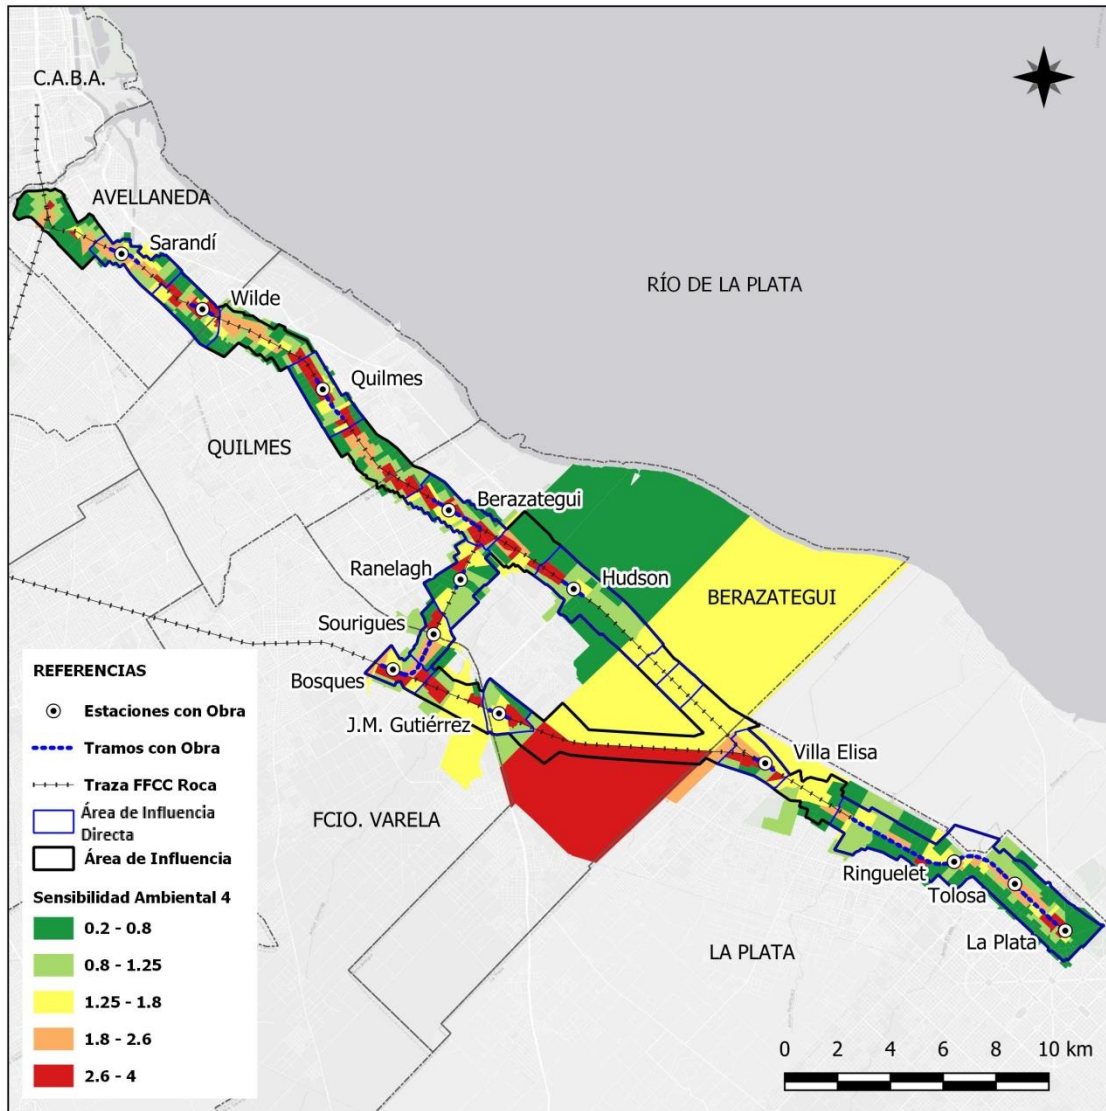 C.A.B.A.
AVELLANEDA
Sarandí
Wilde
RÍO DE LA PLATA
Quilmes
QUILMES
Berazategui
Ranelagh
Hudson
BERAZATEGUI
Sourigues
Bosques
J.M. Gutiérrez
Villa Elisa
FCIO. VARELA
Ringuelet
Tolosa
La Plata
LA PLATA
REFERENCIAS
Estaciones con Obra
Tramos con Obra
Traza FFCC Roca
Área de Influencia
Directa
Área de Influencia
Sensibilidad Ambiental 4
0.2 - 0.8
0.8 - 1.25
1.25 - 1.8
1.8 - 2.6
2.6 - 4
0 2 4 6 8 10 km